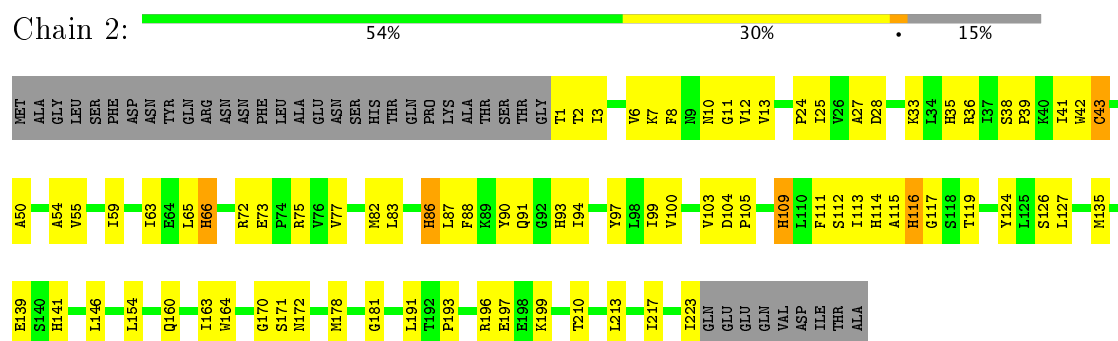 Chain 2:
54% 30% • 15%
MET ALA GLY LEU SER PHE ASP ASN TYR GLN ARG ASN ASN PHE LEU ALA GLU ASN SER HIS THR GLN PRO LYS ALA THR SER THR GLY T1 T2 I3 V6 K7 F8 N9 N10 G11 V12 V13 P24 I25 V26 A27 D28 K33 L34 H35 R36 I37 S38 P39 K40 I41 W42 C43
A50 A54 V55 I59 I63 E64 L65 H66 R72 E73 P74 R75 V76 V77 M82 L83 H86 L87 F88 K89 Y90 Q91 G92 H93 I94 Y97 L98 I99 V100 V103 D104 P105 H109 L110 F111 S112 I113 H114 A115 H116 G117 S118 T119 Y124 L125 S126 L127 M135
E139 S140 H141 L146 L154 Q160 I163 W164 G170 S171 N172 M178 G181 L191 T192 P193 R196 E197 E198 K199 T210 L213 I217 I223 GLN GLU GLU GLN VAL ASP ILE THR ALA